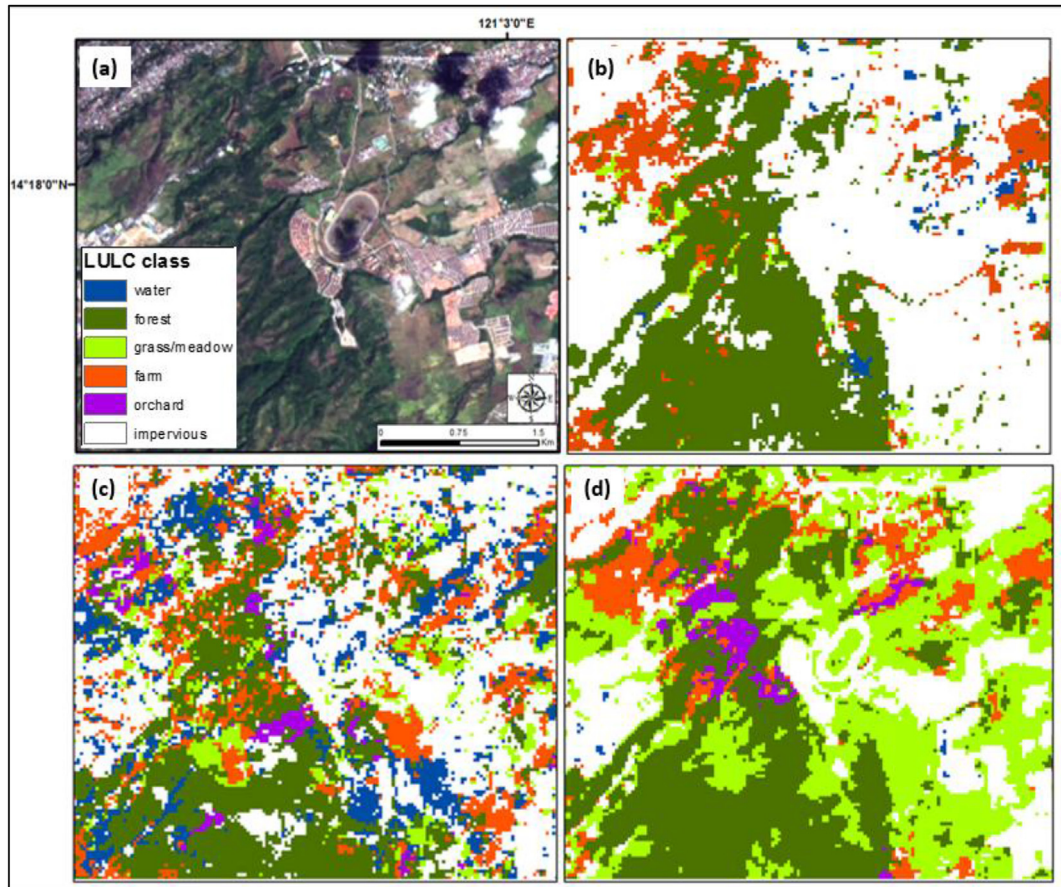 121°3'0"E
(a)
(b)
14°18'0"N
LULC class
water
forest
grass/meadow
farm
orchard
impervious
N
W E
S
0 0.75 1.5
Km
(c)
(d)